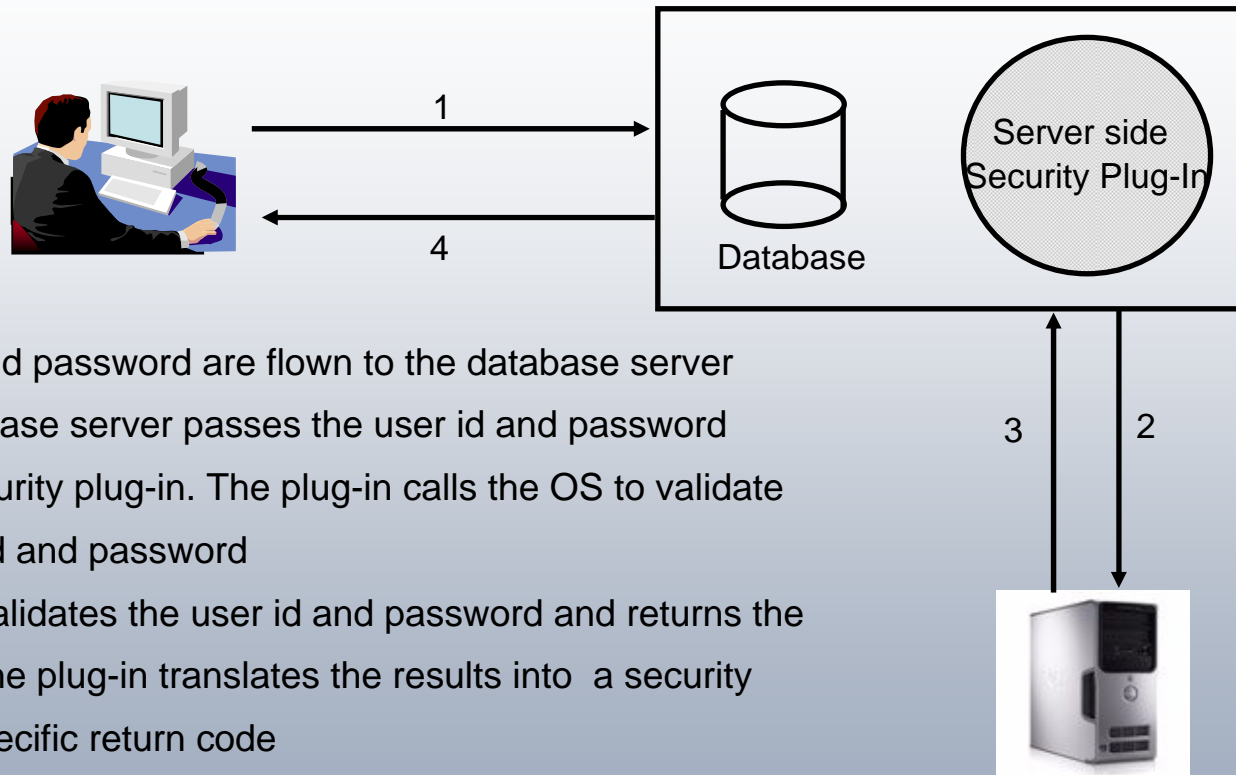 1
4
Database
Server side
Security Plug-In
3
2
d password are flown to the database server
ase server passes the user id and password
urity plug-in. The plug-in calls the OS to validate
d and password
alidates the user id and password and returns the
ne plug-in translates the results into a security
ecific return code